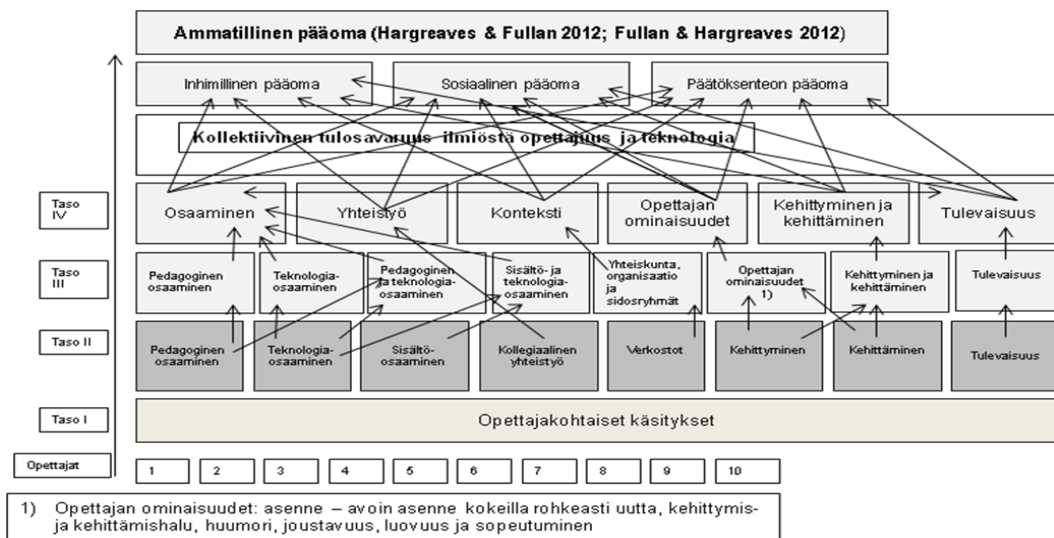 Ammatillinen pääoma (Hargreaves & Fullan 2012; Fullan & Hargreaves 2012)
Inhimillinen pääoma
Sosiaalinen pääoma
Päätöksenteon pääoma
Kollektiivinen tulosavaruus ilmiöstä opettajuus ja teknologia
Taso
IV
Osaaminen
Yhteistyö
Konteksti
Opettajan
ominaisuudet
Kehittyminen ja
kehittäminen
Tulevaisuus
Taso
III
Pedagoginen
osaaminen
Teknologia-
osaaminen
Pedagoginen
ja teknologia-
osaaminen
Sisältö- ja
teknologia-
osaaminen
Yhteiskunta,
organisaatio
ja
sidosryhmät
Opettajan
ominaisuudet
1)
Kehittyminen ja
kehittäminen
Tulevaisuus
Taso II
Pedagoginen
osaaminen
Teknologia-
osaaminen
Sisältö-
osaaminen
Kollegiaalinen
yhteistyö
Verkostot
Kehittyminen
Kehittäminen
Tulevaisuus
Taso I
Opettajakohtaiset käsitykset
Opettajat
1
2
3
4
5
6
7
8
9
10
1) Opettajan ominaisuudet: asenne – avoin asenne kokeilla rohkeasti uutta, kehittymis-
ja kehittämishalu, huumori, joustavuus, luovuus ja sopeutuminen